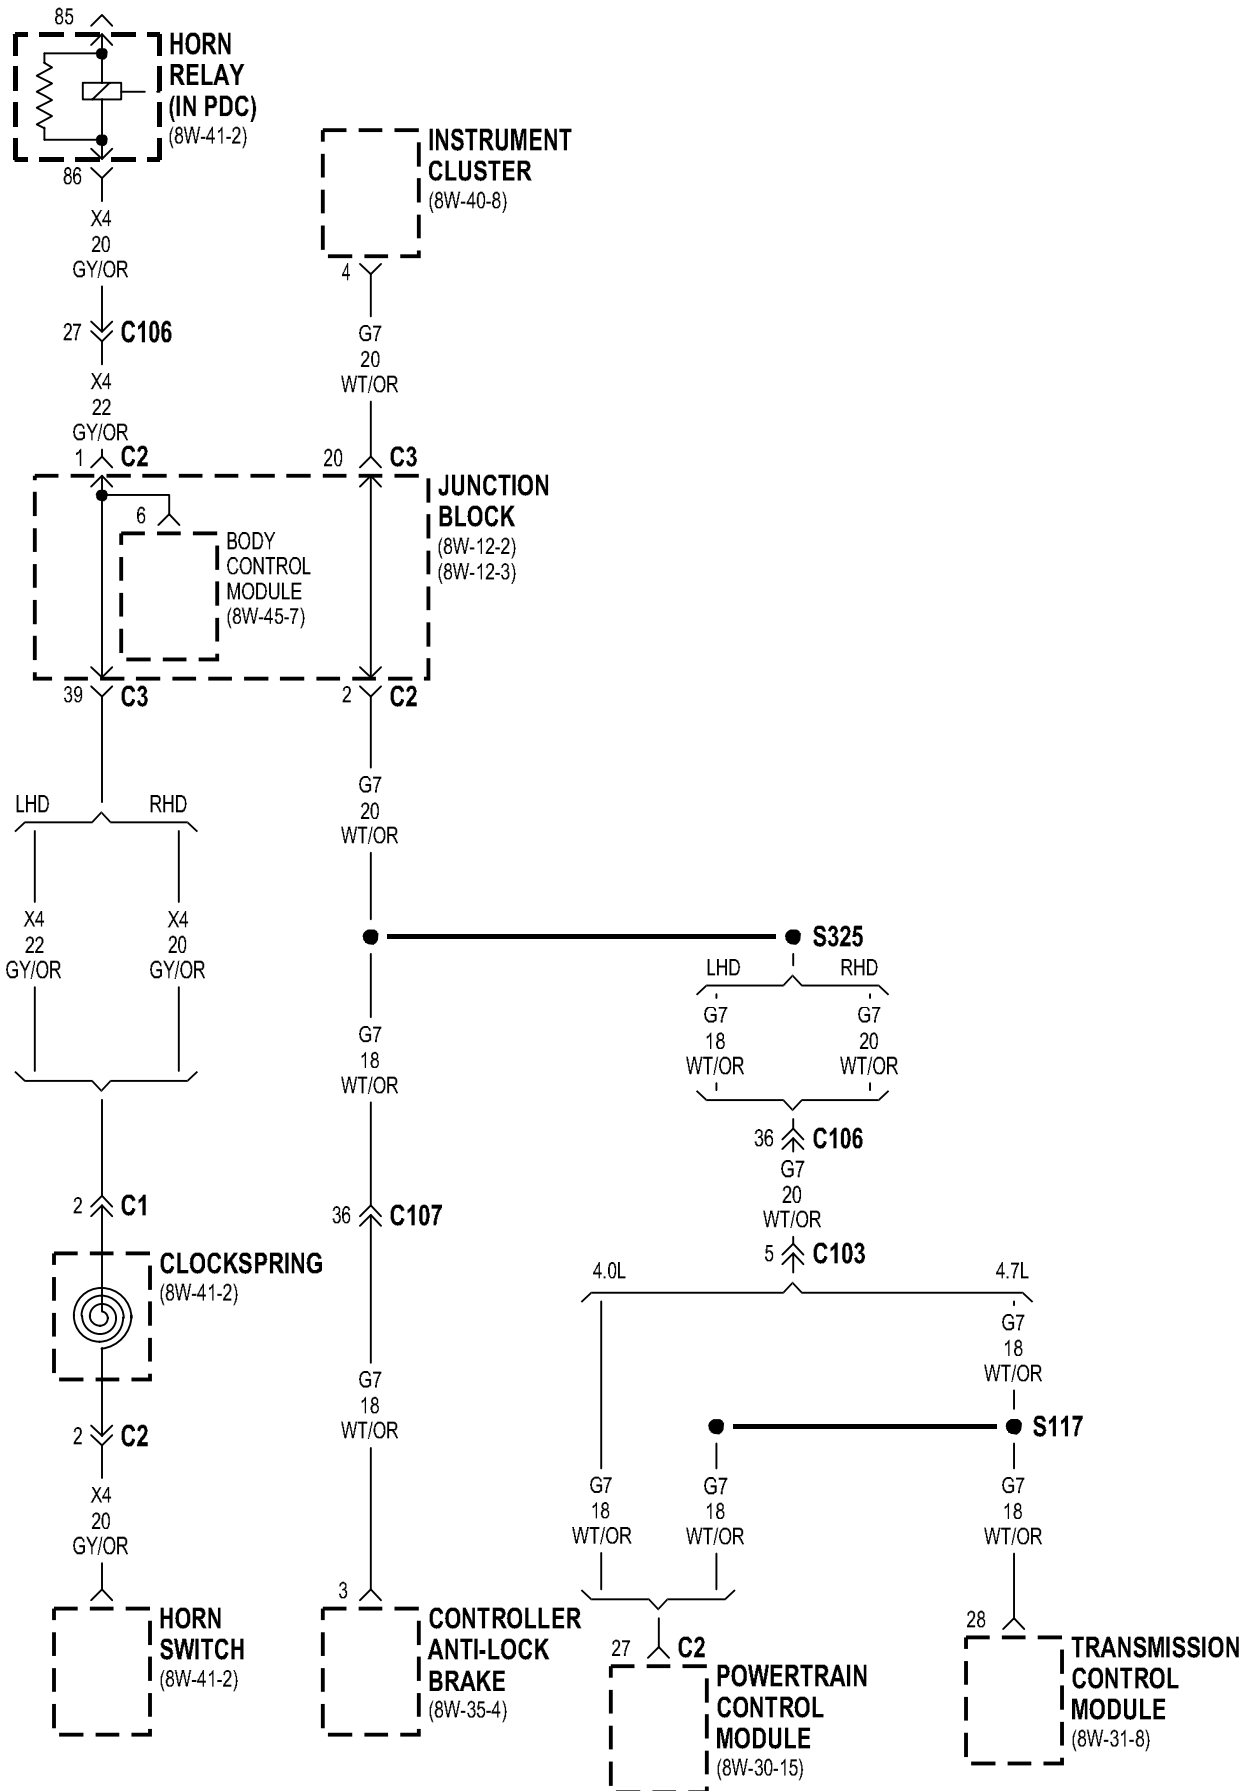 85
HORN
RELAY
(IN PDC)
(8W-41-2)
86
X4
20
GY/OR
27 C106
X4
22
GY/OR
1 C2
INSTRUMENT
CLUSTER
(8W-40-8)
4
G7
20
WT/OR
20 C3
JUNCTION
BLOCK
(8W-12-2)
(8W-12-3)
6
BODY
CONTROL
MODULE
(8W-45-7)
39 C3
2 C2
LHD RHD
X4
22
GY/OR
X4
20
GY/OR
2 C1
CLOCKSPRING
(8W-41-2)
2 C2
X4
20
GY/OR
HORN
SWITCH
(8W-41-2)
G7
20
WT/OR
G7
18
WT/OR
36 C107
G7
18
WT/OR
3
CONTROLLER
ANTI-LOCK
BRAKE
(8W-35-4)
S325
LHD RHD
G7
18
WT/OR
G7
20
WT/OR
36 C106
G7
20
WT/OR
5 C103
4.0L 4.7L
G7
18
WT/OR
S117
G7
18
WT/OR
G7
18
WT/OR
G7
18
WT/OR
27 C2
POWERTRAIN
CONTROL
MODULE
(8W-30-15)
28
TRANSMISSION
CONTROL
MODULE
(8W-31-8)